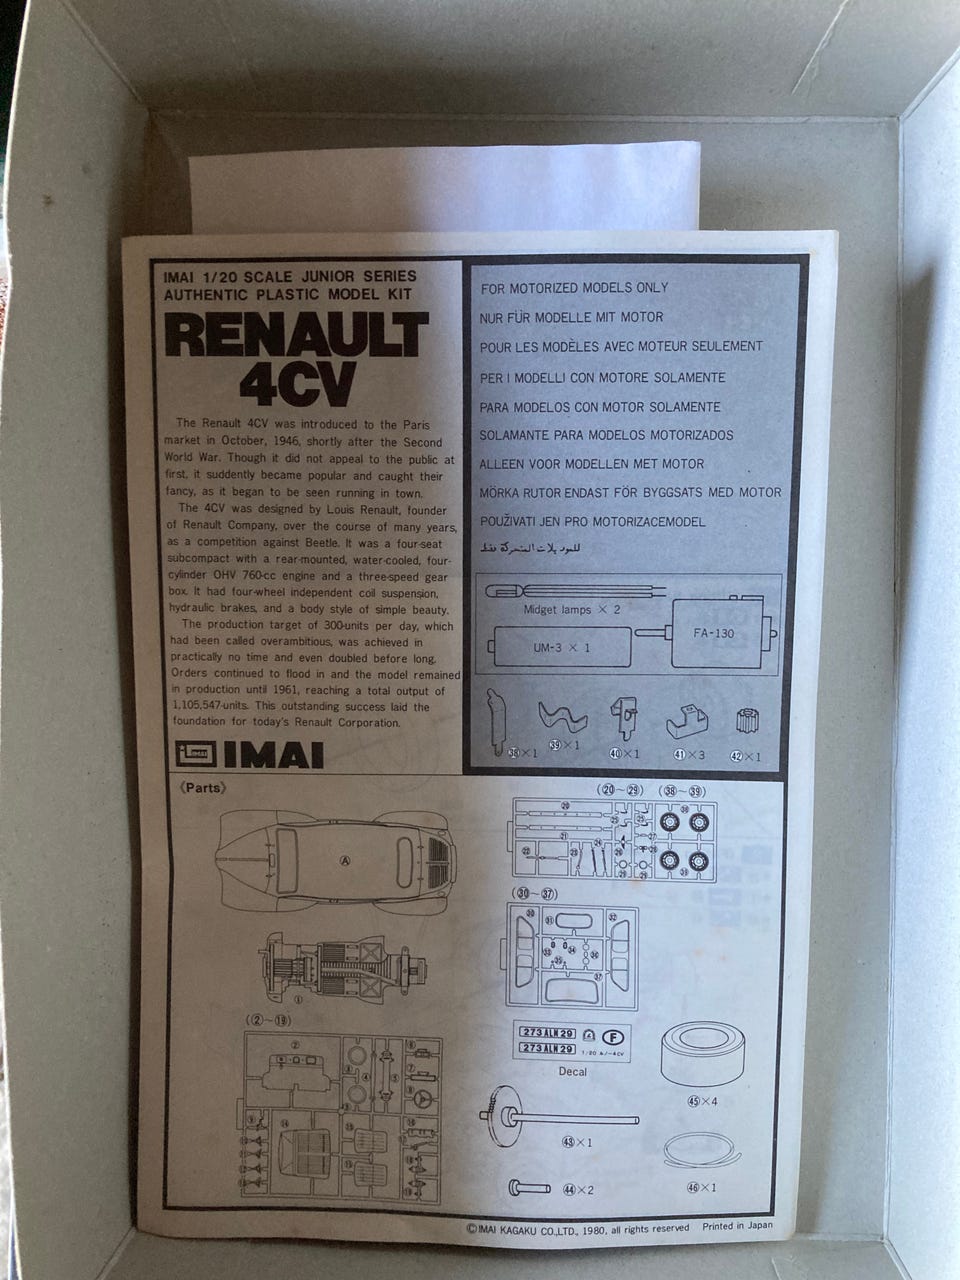 IMAI 1/20 SCALE JUNIOR SERIES
AUTHENTIC PLASTIC MODEL KIT
RENAULT
4CV
The Renault 4CV was introduced to the Paris
market in October, 1946, shortly after the Second
World War. Though it did not appeal to the public at
first, it suddently became popular and caught their
fancy, as it began to be seen running in town.
The 4CV was designed by Louis Renault, founder
of Renault Company, over the course of many years,
as a competition against Beetle. It was a four-seat
subcompact with a rear-mounted, water-cooled, four-
cylinder OHV 760-cc engine and a three-speed gear
box. It had four-wheel independent coil suspension,
hydraulic brakes, and a body style of simple beauty.
The production target of 300-units per day, which
had been called overambitious, was achieved in
practically no time and even doubled before long.
Orders continued to flood in and the model remained
in production until 1961, reaching a total output of
1,105,547-units. This outstanding success laid the
foundation for today's Renault Corporation.
IMAI
FOR MOTORIZED MODELS ONLY
NUR FÜR MODELLE MIT MOTOR
POUR LES MODÈLES AVEC MOTEUR SEULEMENT
PER I MODELLI CON MOTORE SOLAMENTE
PARA MODELOS CON MOTOR SOLAMENTE
SOLAMANTE PARA MODELOS MOTORIZADOS
ALLEEN VOOR MODELLEN MET MOTOR
MÖRKA RUTOR ENDAST FÖR BYGGSATS MED MOTOR
POUŽIVATI JEN PRO MOTORIZACEMODEL
للموديلات المتحركة فقط
Midget lamps × 2
UM-3 × 1
FA-130
㊳×1
㊴×1
㊵×1
㊶×3
㊷×1
《Parts》
Ⓐ
①
(②~⑲)
(⑳~㉙)
(㊳~㊴)
(㉚~㊲)
273 ALN 29
273 ALN 29
F
Decal
㊸×1
㊹×2
㊺×4
㊻×1
©IMAI KAGAKU CO.,LTD., 1980, all rights reserved Printed in Japan